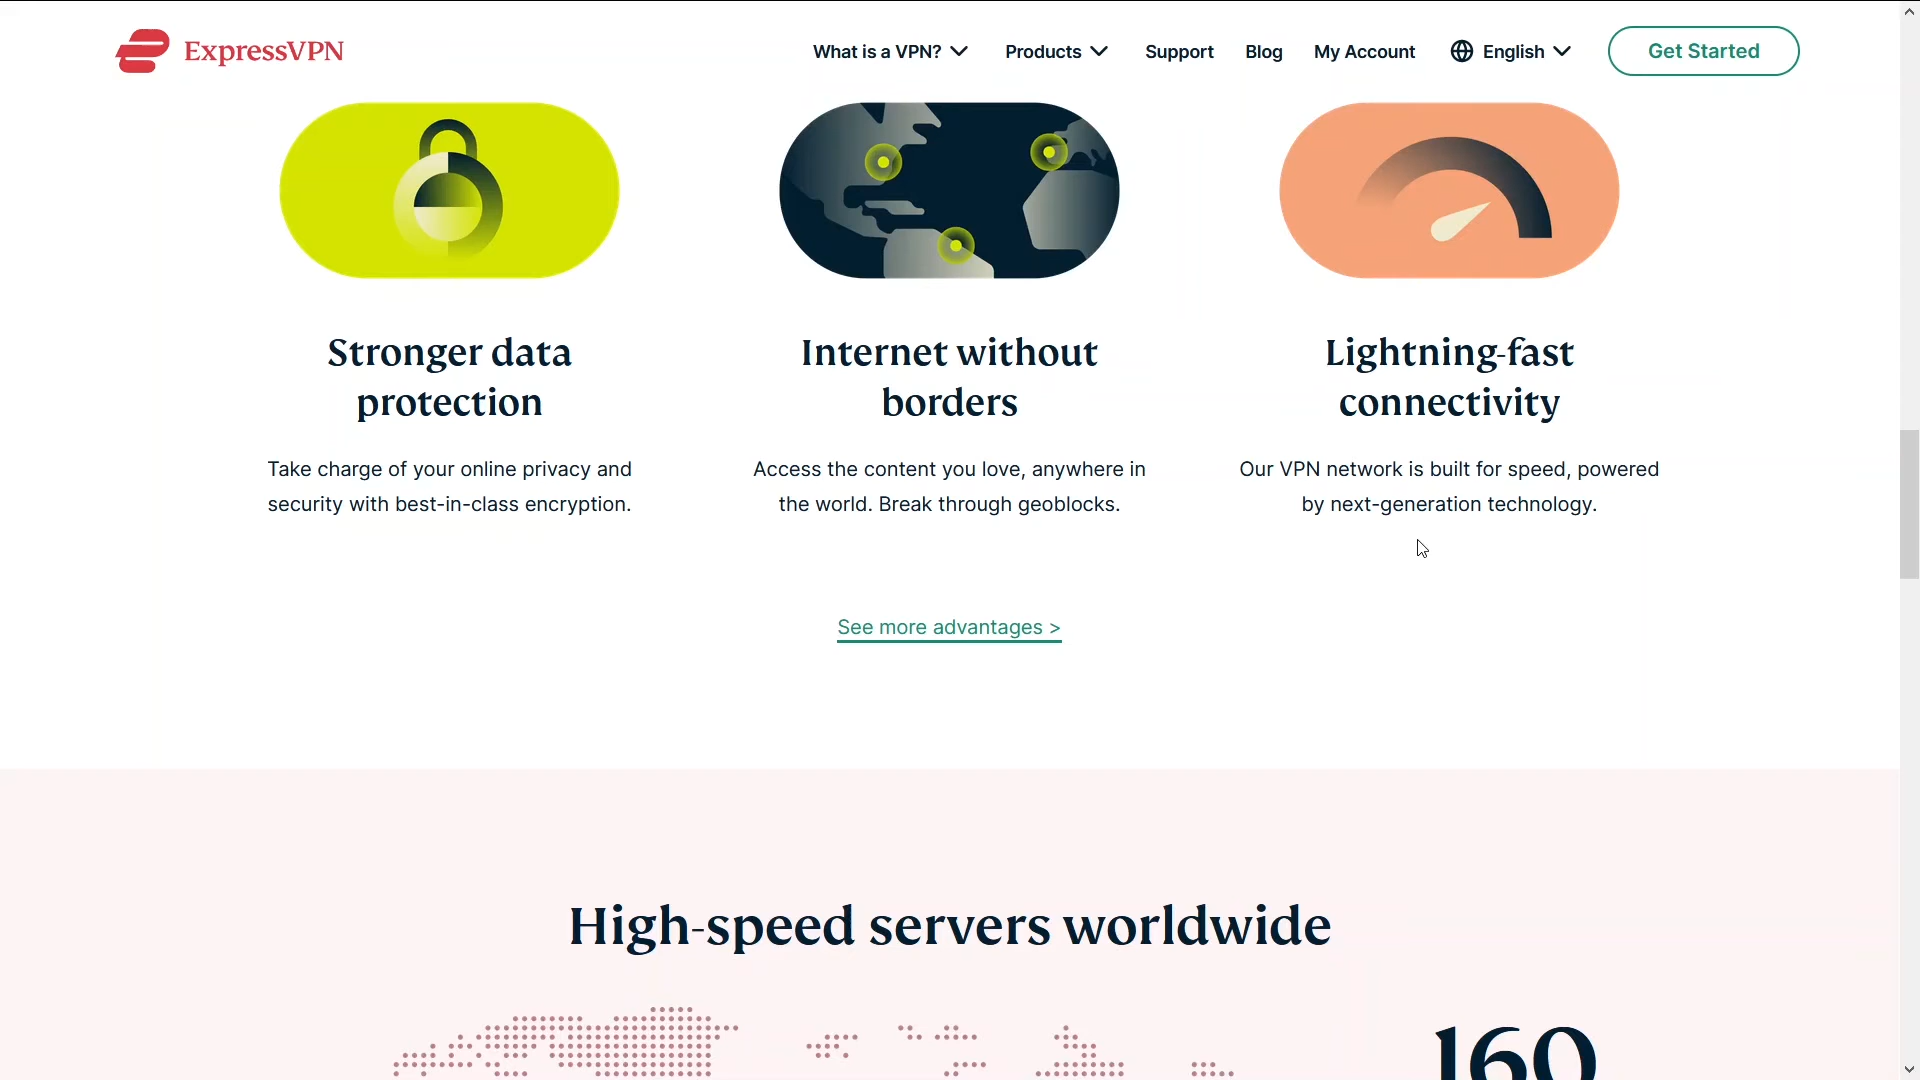 ExpressVPN
What is a VPN? Products Support Blog My Account English Get Started
Stronger data
protection
Take charge of your online privacy and
security with best-in-class encryption.
Internet without
borders
Access the content you love, anywhere in
the world. Break through geoblocks.
Lightning-fast
connectivity
Our VPN network is built for speed, powered
by next-generation technology.
See more advantages >
High-speed servers worldwide
160